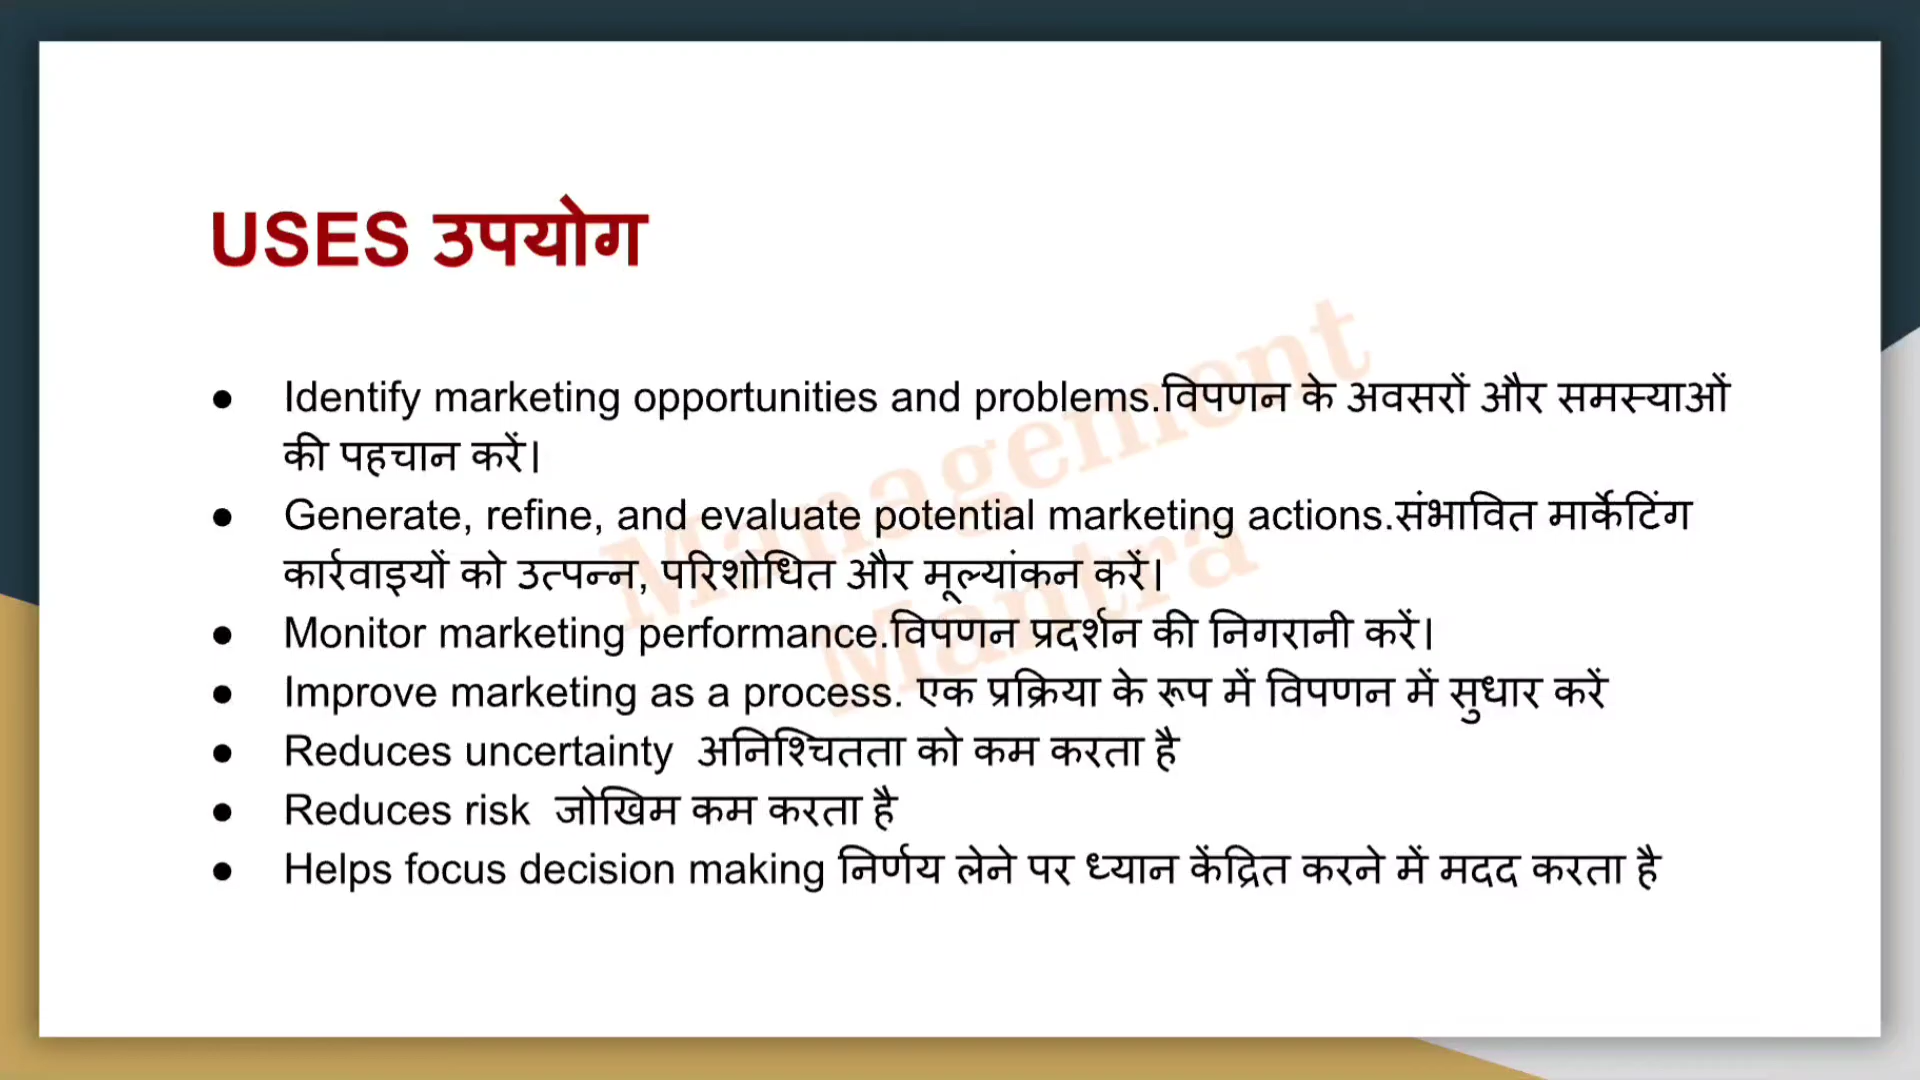 USES उपयोग
● Identify marketing opportunities and problems.विपणन के अवसरों और समस्याओं
की पहचान करें।
● Generate, refine, and evaluate potential marketing actions.संभावित मार्केटिंग
कार्रवाइयों को उत्पन्न, परिशोधित और मूल्यांकन करें।
● Monitor marketing performance.विपणन प्रदर्शन की निगरानी करें।
● Improve marketing as a process. एक प्रक्रिया के रूप में विपणन में सुधार करें
● Reduces uncertainty  अनिश्चितता को कम करता है
● Reduces risk  जोखिम कम करता है
● Helps focus decision making निर्णय लेने पर ध्यान केंद्रित करने में मदद करता है
Management
Mantra